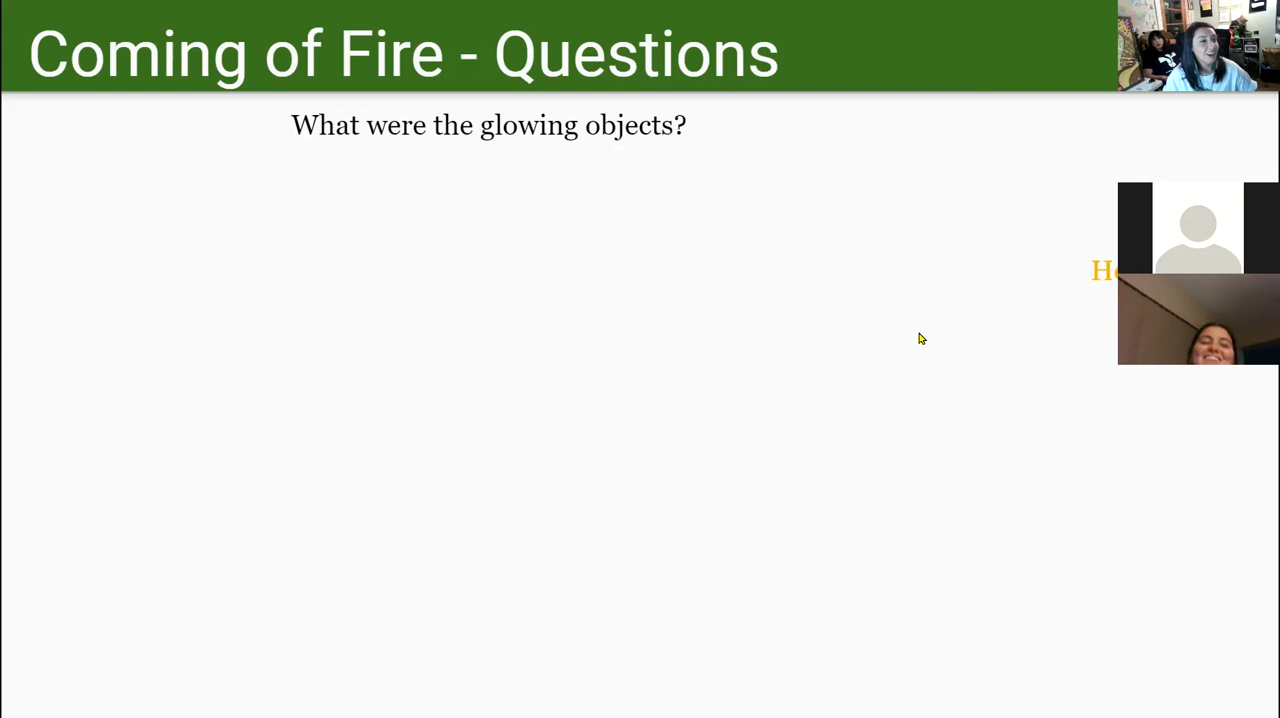 Coming of Fire - Questions
What were the glowing objects?